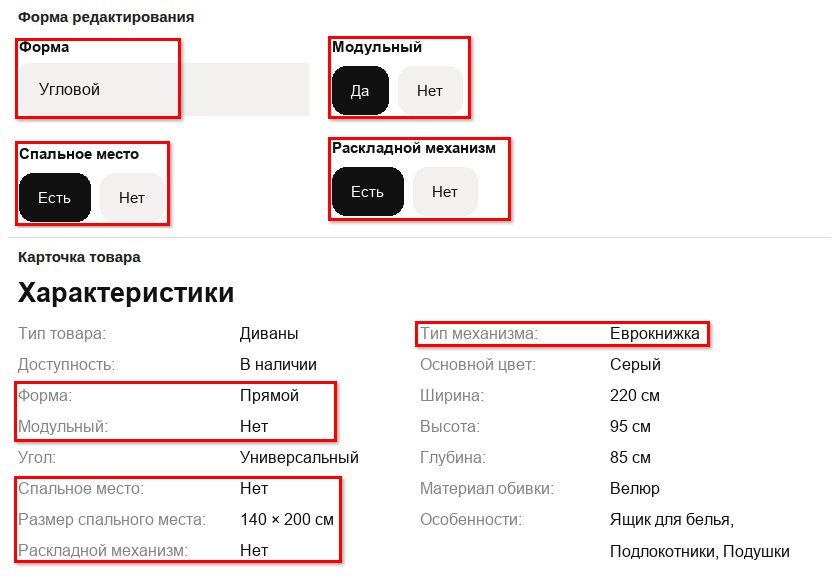 Форма редактирования
Форма
Модульный
Угловой
Да
Нет
Спальное место
Раскладной механизм
Есть
Нет
Есть
Нет
Карточка товара
Характеристики
Тип товара: Диваны
Доступность: В наличии
Форма: Прямой
Модульный: Нет
Угол: Универсальный
Спальное место: Нет
Размер спального места: 140 × 200 см
Раскладной механизм: Нет
Тип механизма: Еврокнижка
Основной цвет: Серый
Ширина: 220 см
Высота: 95 см
Глубина: 85 см
Материал обивки: Велюр
Особенности: Ящик для белья,
Подлокотники, Подушки